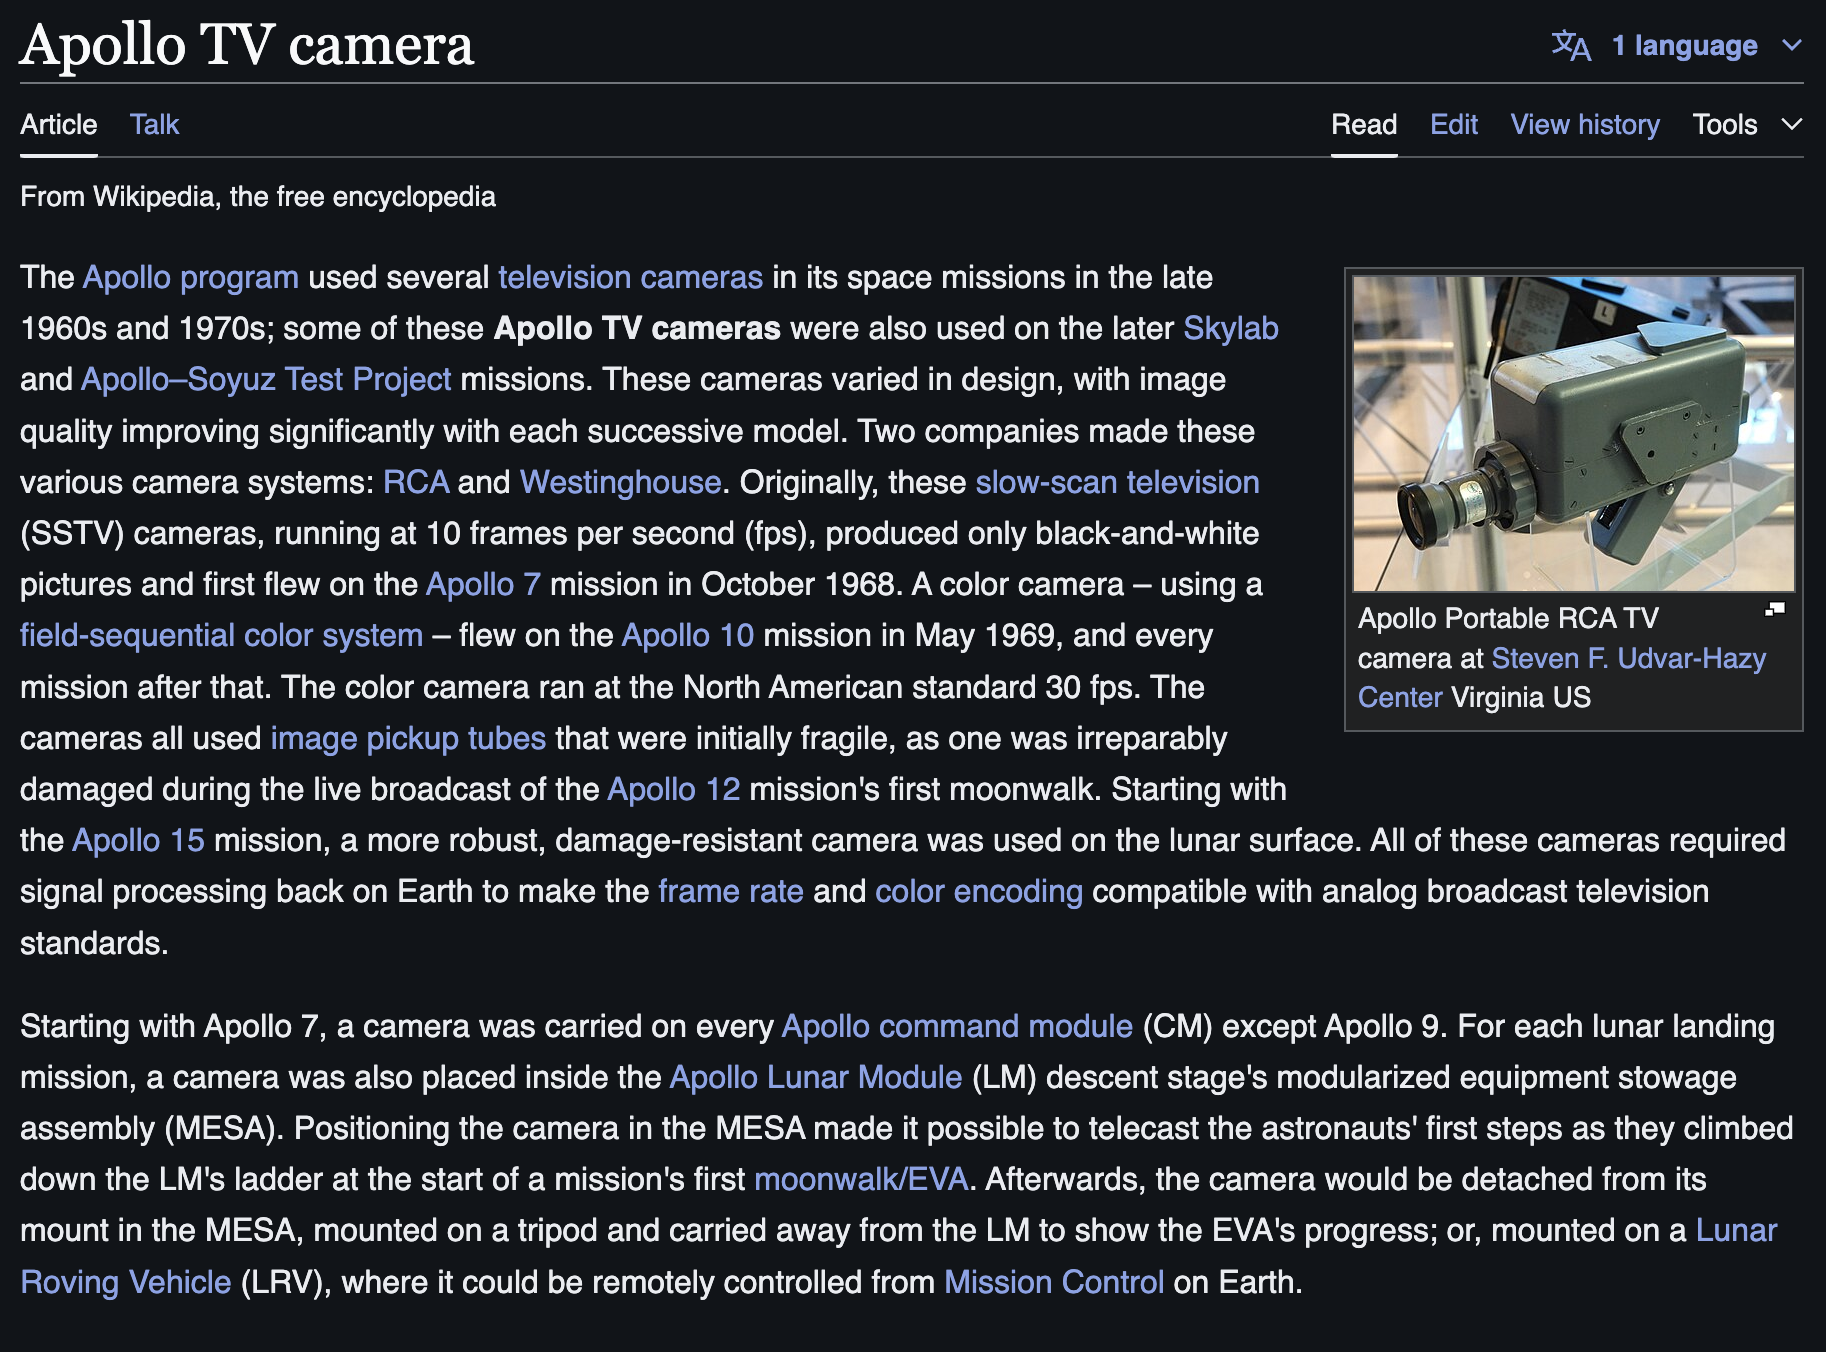 Apollo TV camera
1 language
Article Talk
Read Edit View history Tools
From Wikipedia, the free encyclopedia
The Apollo program used several television cameras in its space missions in the late
1960s and 1970s; some of these Apollo TV cameras were also used on the later Skylab
and Apollo–Soyuz Test Project missions. These cameras varied in design, with image
quality improving significantly with each successive model. Two companies made these
various camera systems: RCA and Westinghouse. Originally, these slow-scan television
(SSTV) cameras, running at 10 frames per second (fps), produced only black-and-white
pictures and first flew on the Apollo 7 mission in October 1968. A color camera – using a
field-sequential color system – flew on the Apollo 10 mission in May 1969, and every
mission after that. The color camera ran at the North American standard 30 fps. The
cameras all used image pickup tubes that were initially fragile, as one was irreparably
damaged during the live broadcast of the Apollo 12 mission's first moonwalk. Starting with
the Apollo 15 mission, a more robust, damage-resistant camera was used on the lunar surface. All of these cameras required
signal processing back on Earth to make the frame rate and color encoding compatible with analog broadcast television
standards.
L
Apollo Portable RCA TV
camera at Steven F. Udvar-Hazy
Center Virginia US
Starting with Apollo 7, a camera was carried on every Apollo command module (CM) except Apollo 9. For each lunar landing
mission, a camera was also placed inside the Apollo Lunar Module (LM) descent stage's modularized equipment stowage
assembly (MESA). Positioning the camera in the MESA made it possible to telecast the astronauts' first steps as they climbed
down the LM's ladder at the start of a mission's first moonwalk/EVA. Afterwards, the camera would be detached from its
mount in the MESA, mounted on a tripod and carried away from the LM to show the EVA's progress; or, mounted on a Lunar
Roving Vehicle (LRV), where it could be remotely controlled from Mission Control on Earth.